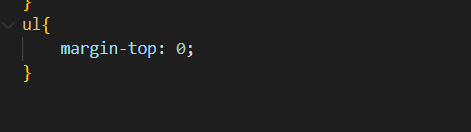 }
ul{
    margin-top: 0;
}